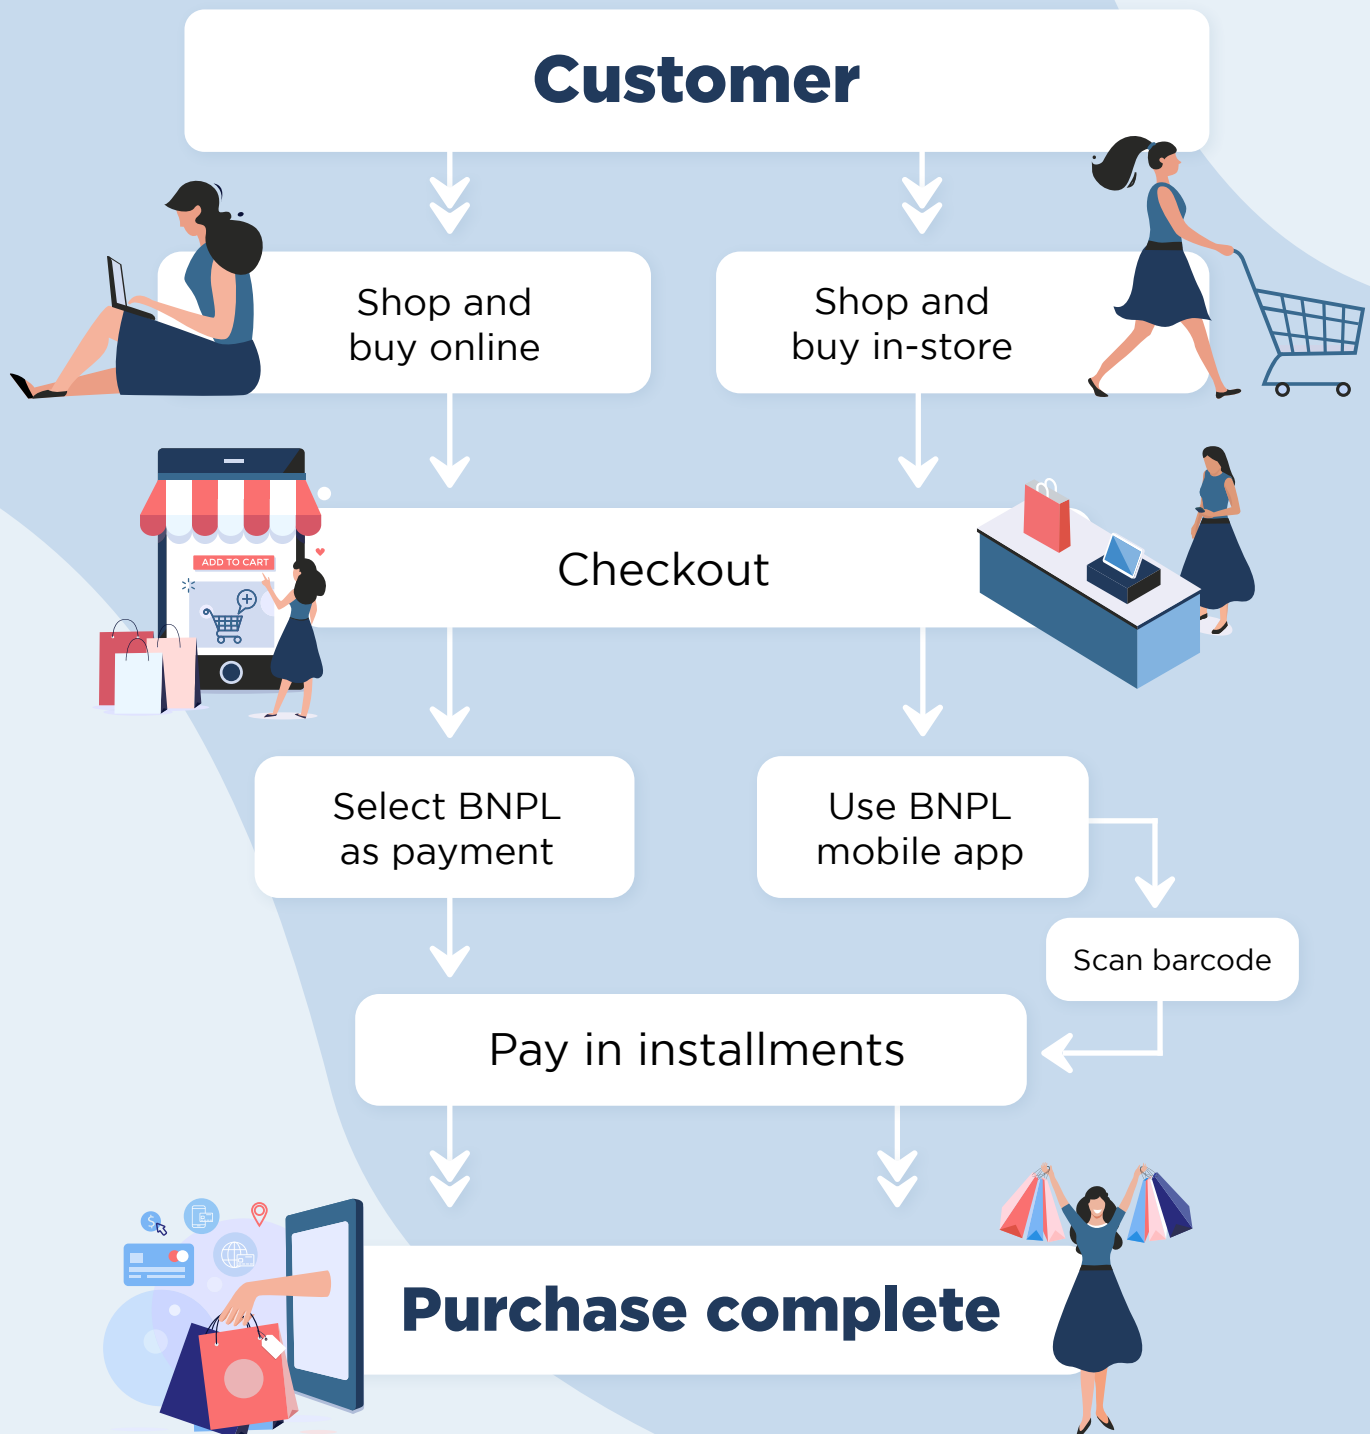 Customer
Shop and
buy online
Shop and
buy in-store
ADD TO CART
Checkout
Select BNPL
as payment
Use BNPL
mobile app
Scan barcode
Pay in installments
$
Purchase complete